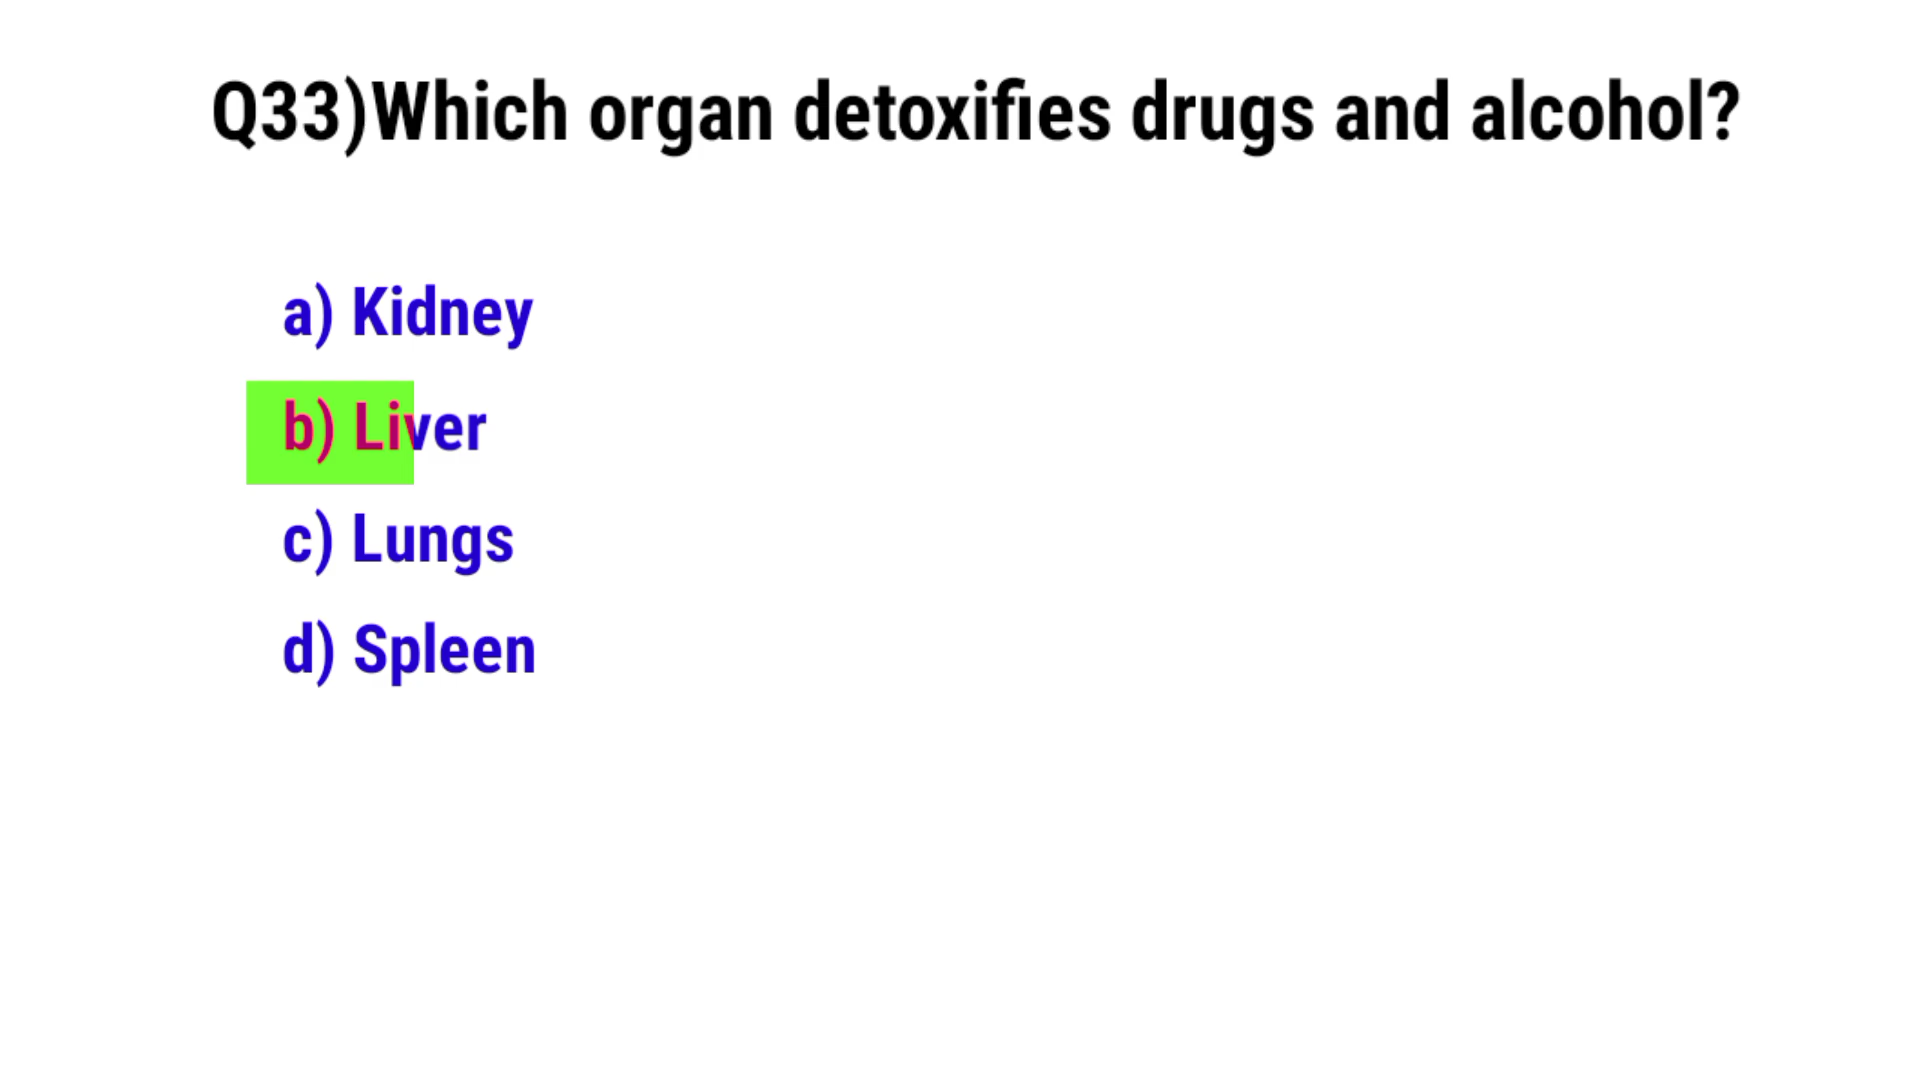 Q33)Which organ detoxifies drugs and alcohol?
a) Kidney
b) Liver
c) Lungs
d) Spleen